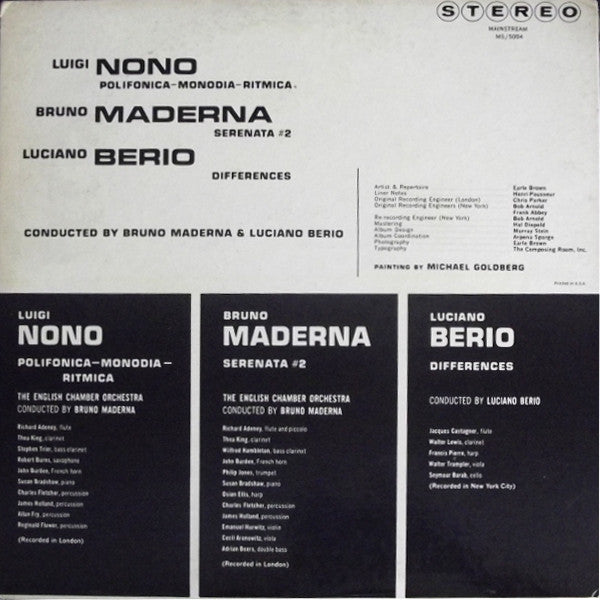 STEREO
MAINSTREAM
MS/5004
LUIGI NONO
POLIFONICA—MONODIA—RITMICA
BRUNO MADERNA
SERENATA #2
LUCIANO BERIO
DIFFERENCES
CONDUCTED BY BRUNO MADERNA & LUCIANO BERIO
Artist & Repertoire Earle Brown
Liner Notes Henri Pousseur
Original Recording Engineer (London) Chris Parker
Original Recording Engineers (New York) Bob Arnold
Frank Abbey
Re-recording Engineer (New York) Bob Arnold
Mastering Hal Diepold
Album Design Murray Stein
Album Coordination
Photography Earle Brown
Typography The Composing Room, Inc.
PAINTING BY MICHAEL GOLDBERG
Printed in U.S.A.
LUIGI
NONO
POLIFONICA—MONODIA—
RITMICA
THE ENGLISH CHAMBER ORCHESTRA
CONDUCTED BY BRUNO MADERNA
Richard Adeney, flute
Thea King, clarinet
Stephen Trier, bass clarinet
Robert Burns, saxophone
John Burden, French horn
Susan Bradshaw, piano
Charles Fletcher, percussion
James Holland, percussion
Allan Fry, percussion
Reginald Flower, percussion
(Recorded in London)
BRUNO
MADERNA
SERENATA #2
THE ENGLISH CHAMBER ORCHESTRA
CONDUCTED BY BRUNO MADERNA
Richard Adeney, flute and piccolo
Thea King, clarinet
Wilfred Hambleton, bass clarinet
John Burden, French horn
Philip Jones, trumpet
Susan Bradshaw, piano
Osian Ellis, harp
Charles Fletcher, percussion
James Holland, percussion
Emanuel Hurwitz, violin
Cecil Aronowitz, viola
Adrian Beers, double bass
(Recorded in London)
LUCIANO
BERIO
DIFFERENCES
CONDUCTED BY LUCIANO BERIO
Jacques Castagner, flute
Walter Lewis, clarinet
Francis Pierre, harp
Walter Trampler, viola
Seymour Barab, cello
(Recorded in New York City)